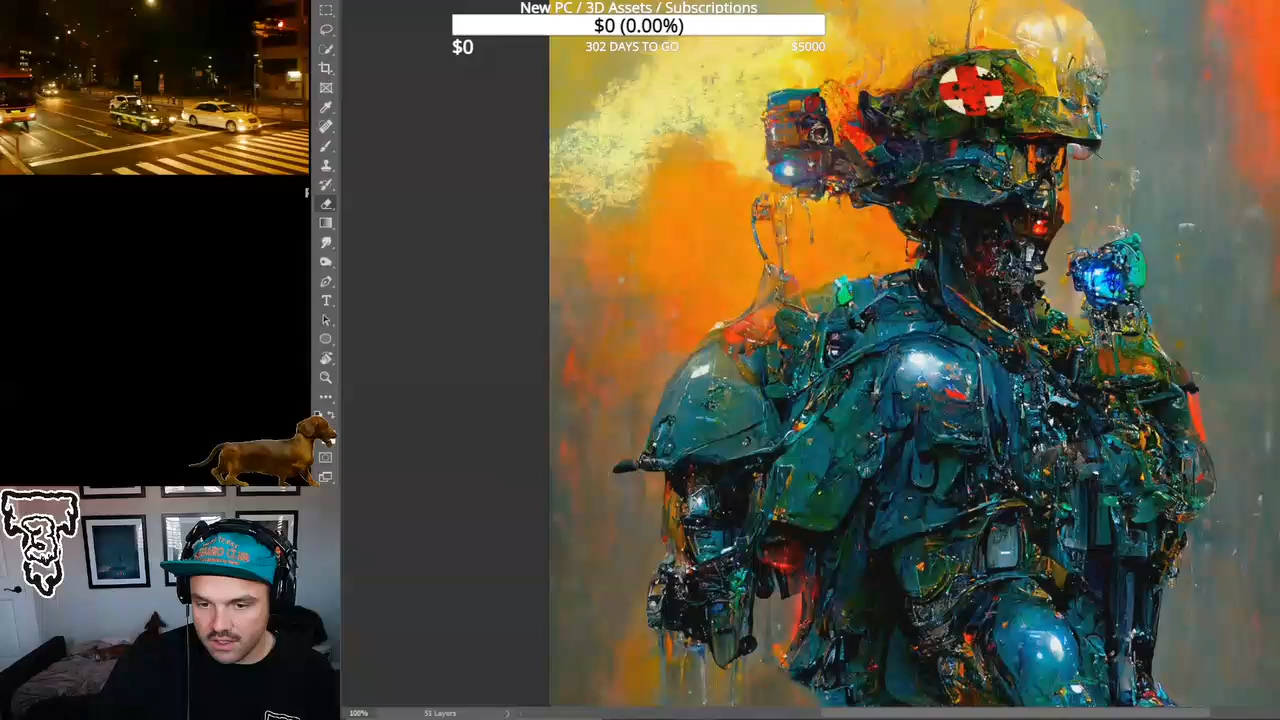 New PC / 3D Assets / Subscriptions
$0 (0.00%)
$0
302 DAYS TO GO
$5000
100%
51 Layers